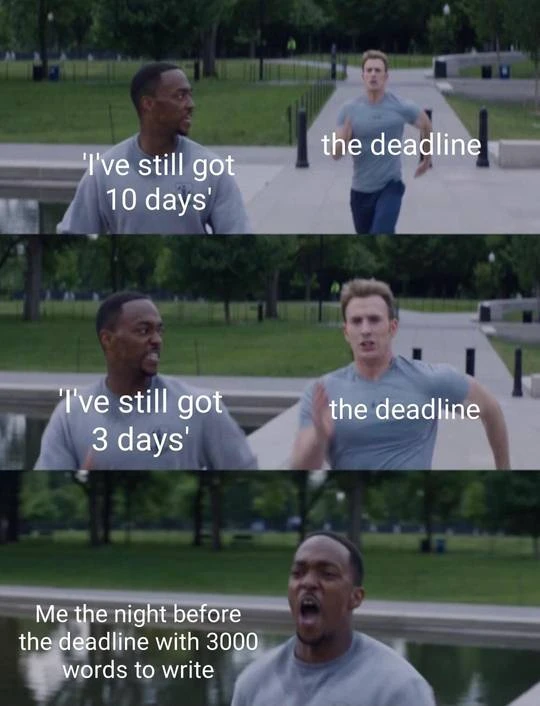 'I've still got
10 days'
the deadline
'I've still got
3 days'
the deadline
Me the night before
the deadline with 3000
words to write